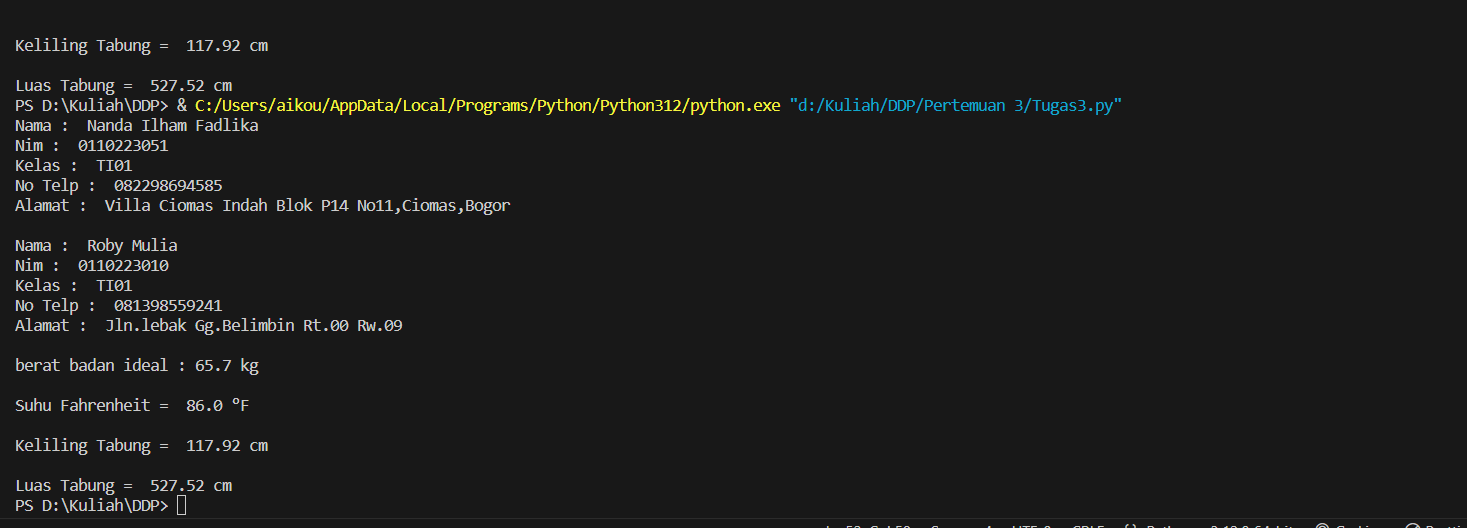 Keliling Tabung =  117.92 cm
Luas Tabung =  527.52 cm
PS D:\Kuliah\DDP> & C:/Users/aikou/AppData/Local/Programs/Python/Python312/python.exe "d:/Kuliah/DDP/Pertemuan 3/Tugas3.py"
Nama :  Nanda Ilham Fadlika
Nim :  0110223051
Kelas :  TI01
No Telp :  082298694585
Alamat :  Villa Ciomas Indah Blok P14 No11,Ciomas,Bogor
Nama :  Roby Mulia
Nim :  0110223010
Kelas :  TI01
No Telp :  081398559241
Alamat :  Jln.lebak Gg.Belimbin Rt.00 Rw.09
berat badan ideal : 65.7 kg
Suhu Fahrenheit =  86.0 °F
Keliling Tabung =  117.92 cm
Luas Tabung =  527.52 cm
PS D:\Kuliah\DDP>